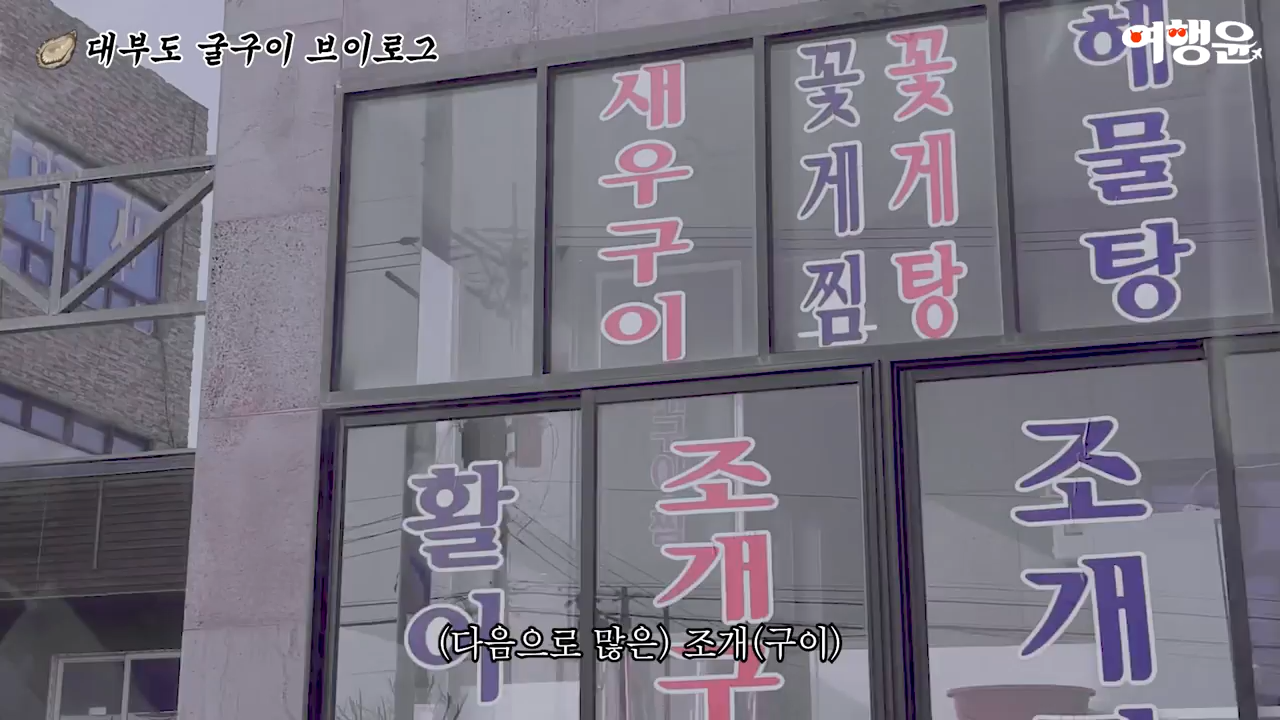 대부도 굴구이 브이로그
여행윤
새우구이
꽃게찜
꽃게탕
해물탕
활어
조개구
조개
(다음으로 많은) 조개(구이)